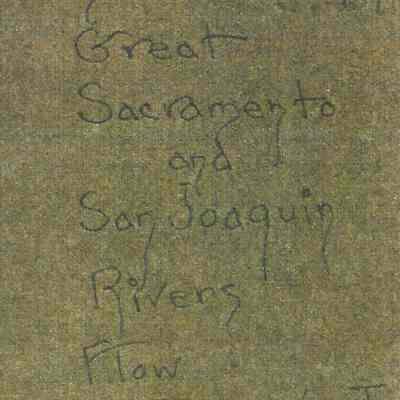 Great
Sacramento
and
San Joaquin
Rivers
Flow